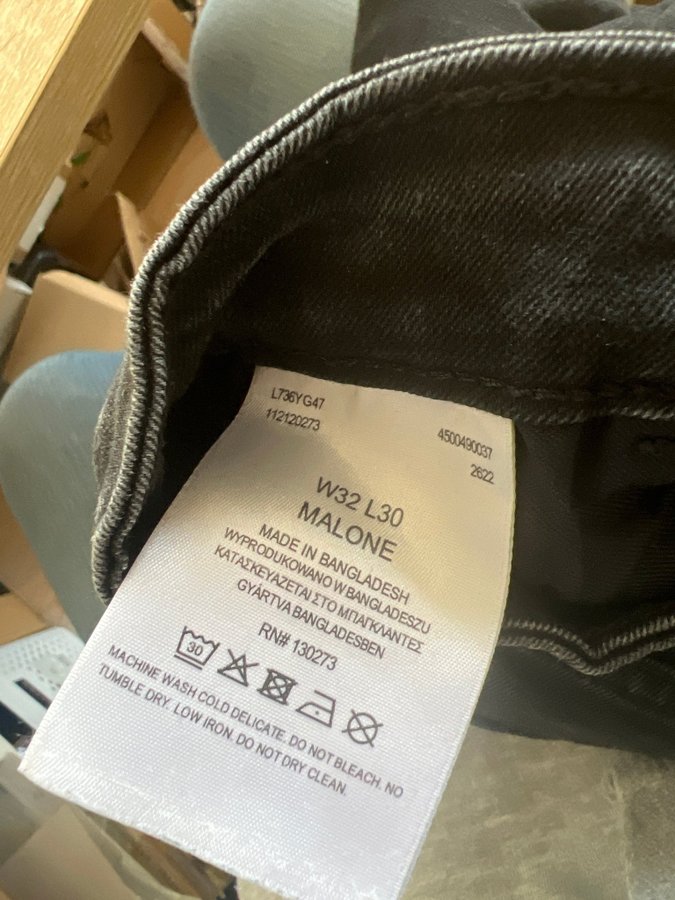 L736YG47
112120273
4500490037
2622
W32 L30
MALONE
MADE IN BANGLADESH
WYPRODUKOWANO W BANGLADESZU
ΚΑΤΑΣΚΕΥΑΖΕΤΑΙ ΣΤΟ ΜΠΑΓΚΛΑΝΤΕΣ
GYÁRTVA BANGLADESBEN
RN# 130273
30
MACHINE WASH COLD DELICATE. DO NOT BLEACH. NO
TUMBLE DRY. LOW IRON. DO NOT DRY CLEAN.